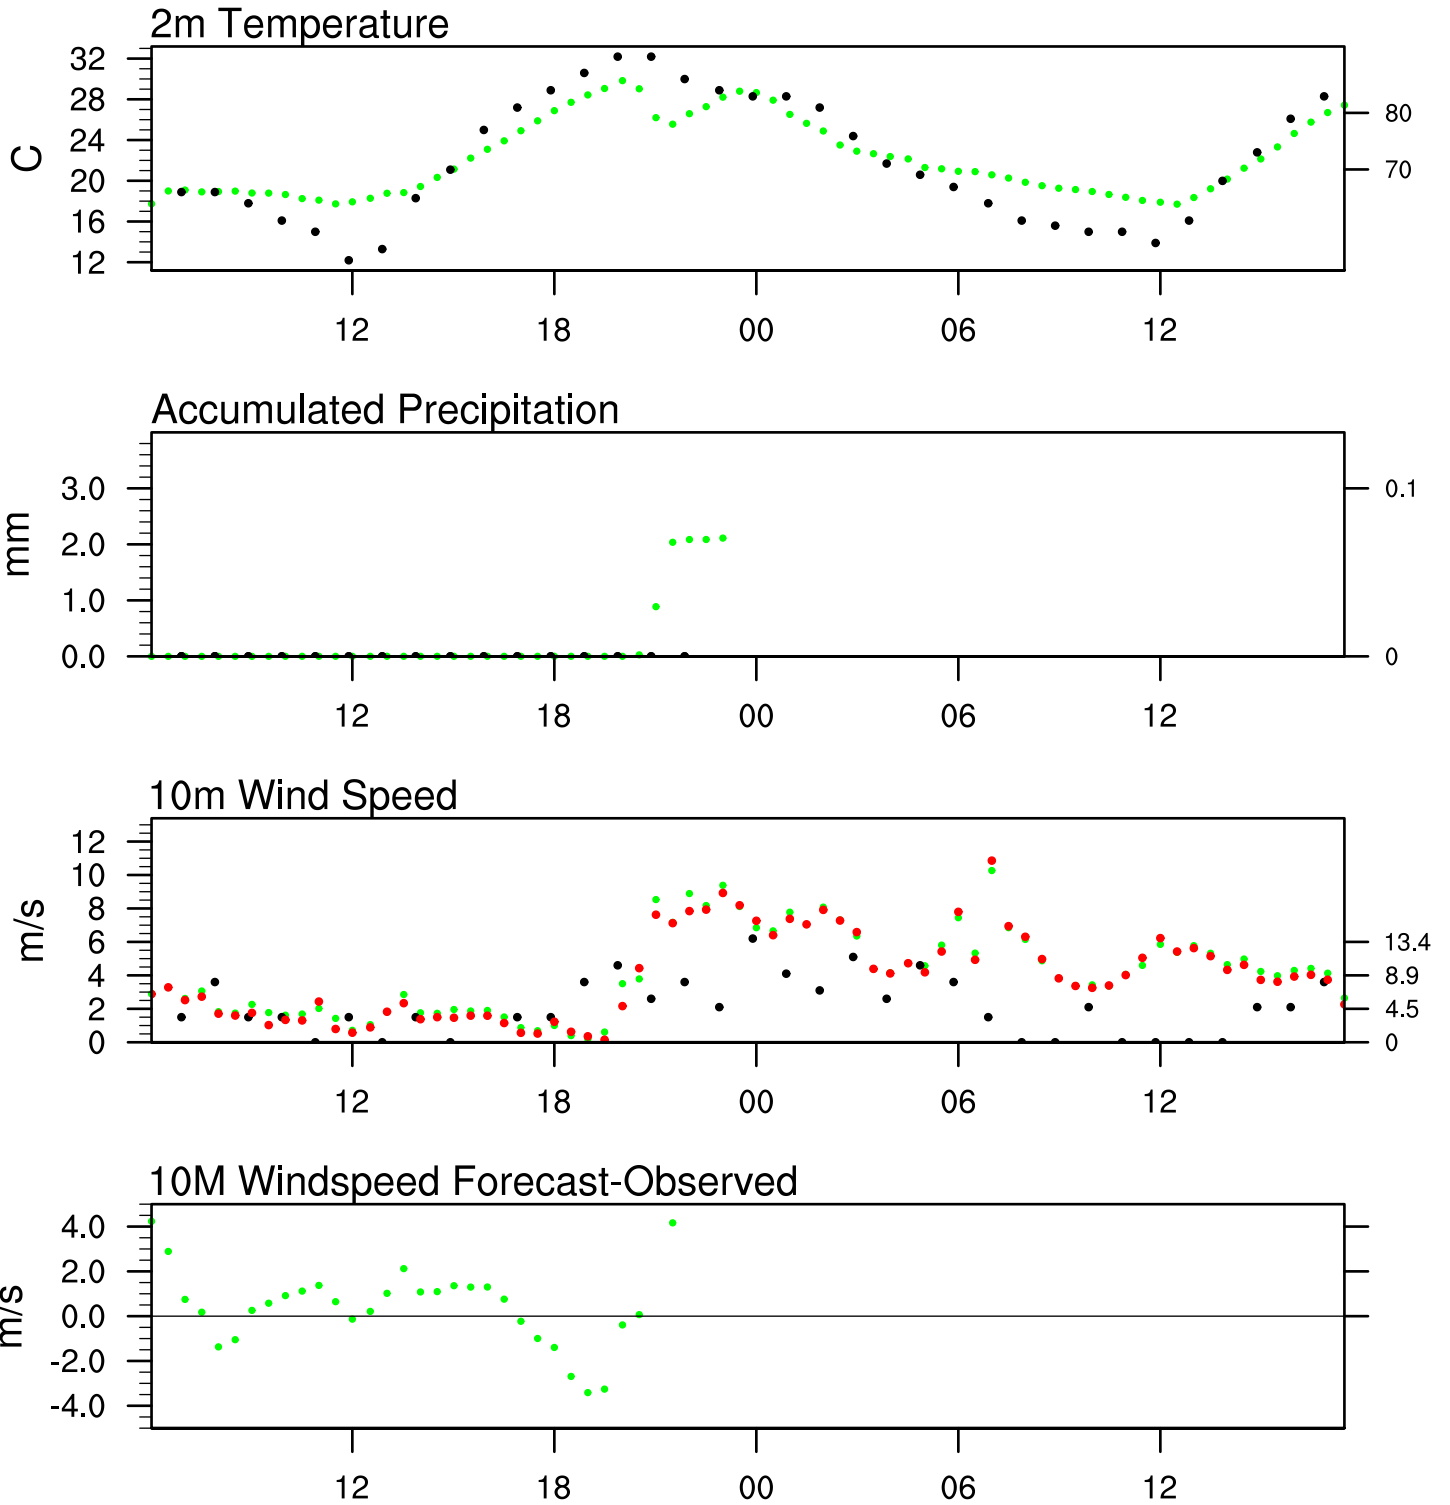 2m Temperature
32
28
24
20
16
12
C
80
70
12 18 00 06 12
Accumulated Precipitation
3.0
2.0
1.0
0.0
mm
0.1
0
12 18 00 06 12
10m Wind Speed
12
10
8
6
4
2
0
m/s
13.4
8.9
4.5
0
12 18 00 06 12
10M Windspeed Forecast-Observed
4.0
2.0
0.0
-2.0
-4.0
m/s
12 18 00 06 12